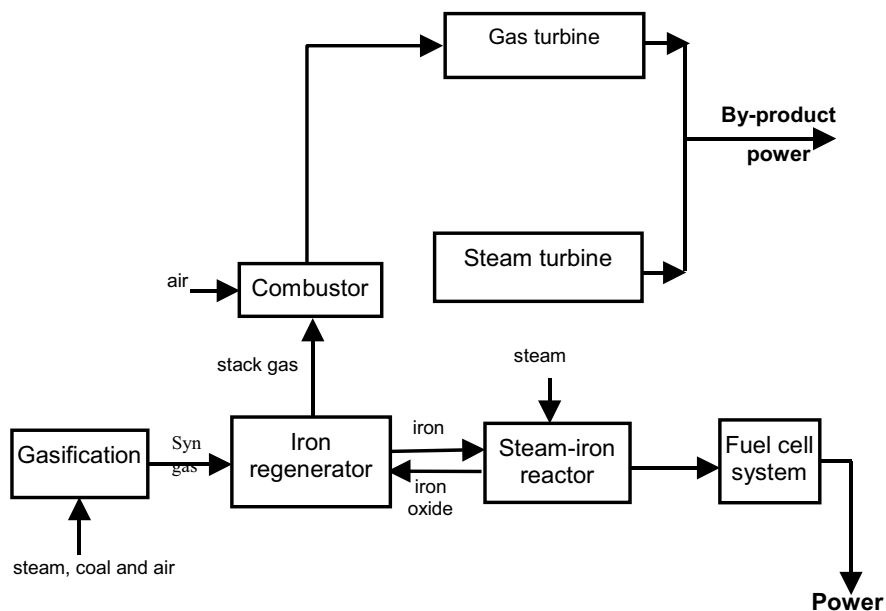 Gas turbine
By-product
power
Steam turbine
air
Combustor
stack gas
steam
Gasification
Syn
gas
Iron
regenerator
iron
iron
oxide
Steam-iron
reactor
Fuel cell
system
steam, coal and air
Power